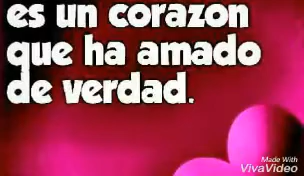 es un corazon
que ha amado
de verdad.
Made With
VivaVideo